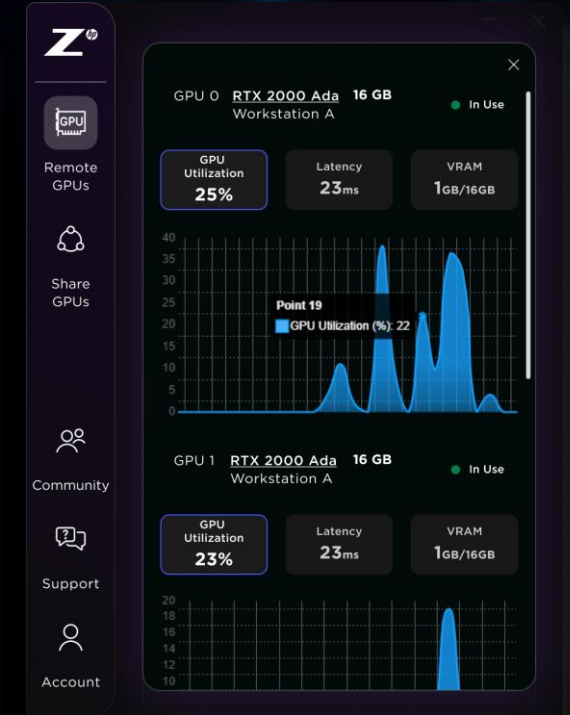 Z hp
GPU
Remote
GPUs
Share
GPUs
Community
?
Support
Account
GPU 0 RTX 2000 Ada 16 GB
Workstation A
In Use
GPU
Utilization
25%
Latency
23ms
VRAM
1GB/16GB
40
35
30
25
20
15
10
5
0
Point 19
GPU Utilization (%): 22
GPU 1 RTX 2000 Ada 16 GB
Workstation A
In Use
GPU
Utilization
23%
Latency
23ms
VRAM
1GB/16GB
20
18
16
14
12
10